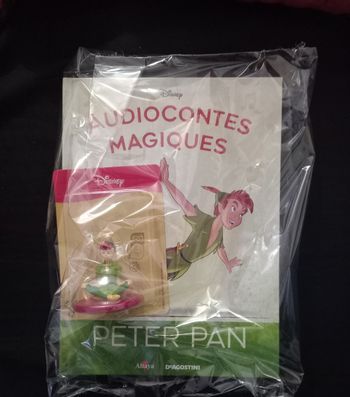 Disney
AUDIOCONTES
MAGIQUES
Disney
PETER PAN
Altaya
DeAGOSTINI